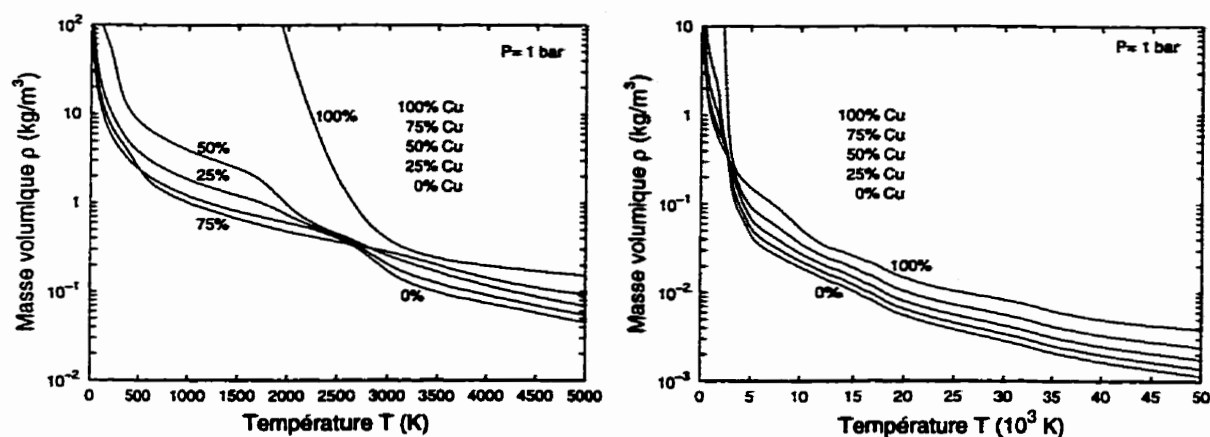 10²
10
1
10⁻¹
10⁻²
Masse volumique ρ (kg/m³)
P= 1 bar
100% Cu
75% Cu
50% Cu
25% Cu
0% Cu
100%
50%
25%
75%
0%
0 500 1000 1500 2000 2500 3000 3500 4000 4500 5000
Température T (K)
10
1
10⁻¹
10⁻²
10⁻³
Masse volumique ρ (kg/m³)
P= 1 bar
100% Cu
75% Cu
50% Cu
25% Cu
0% Cu
100%
0%
0 5 10 15 20 25 30 35 40 45 50
Température T (10³ K)